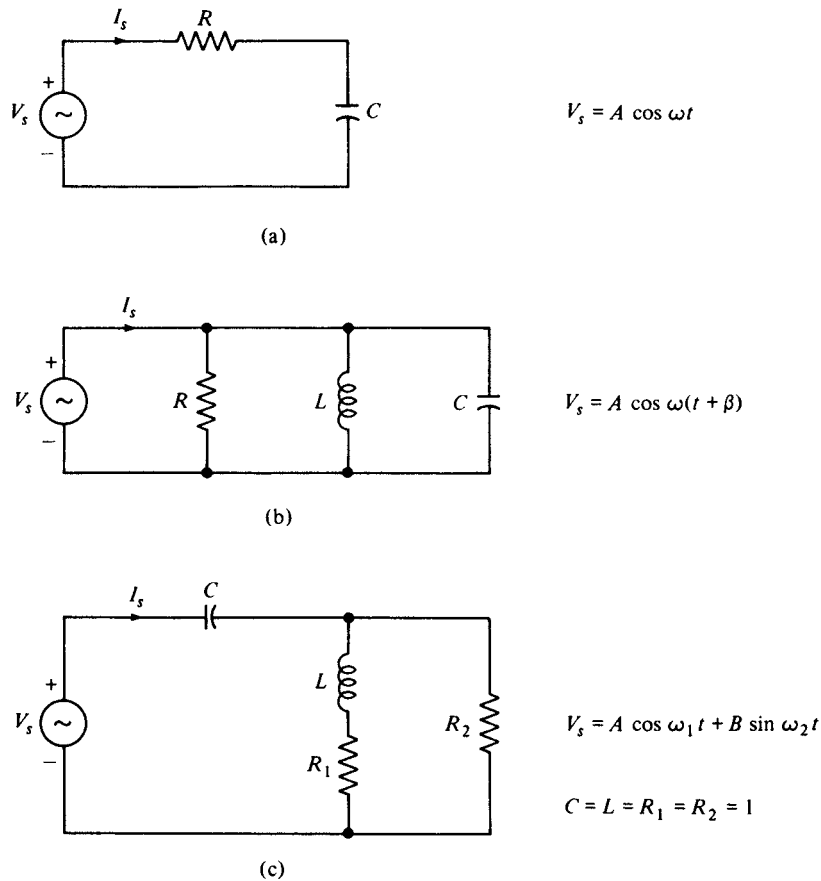 I_s R
+
V_s ~ C V_s = A cos ωt
−
(a)
I_s
+
V_s ~ R L C V_s = A cos ω(t + β)
−
(b)
I_s C
L
+
V_s ~ R_2 V_s = A cos ω_1 t + B sin ω_2 t
−
R_1
C = L = R_1 = R_2 = 1
(c)